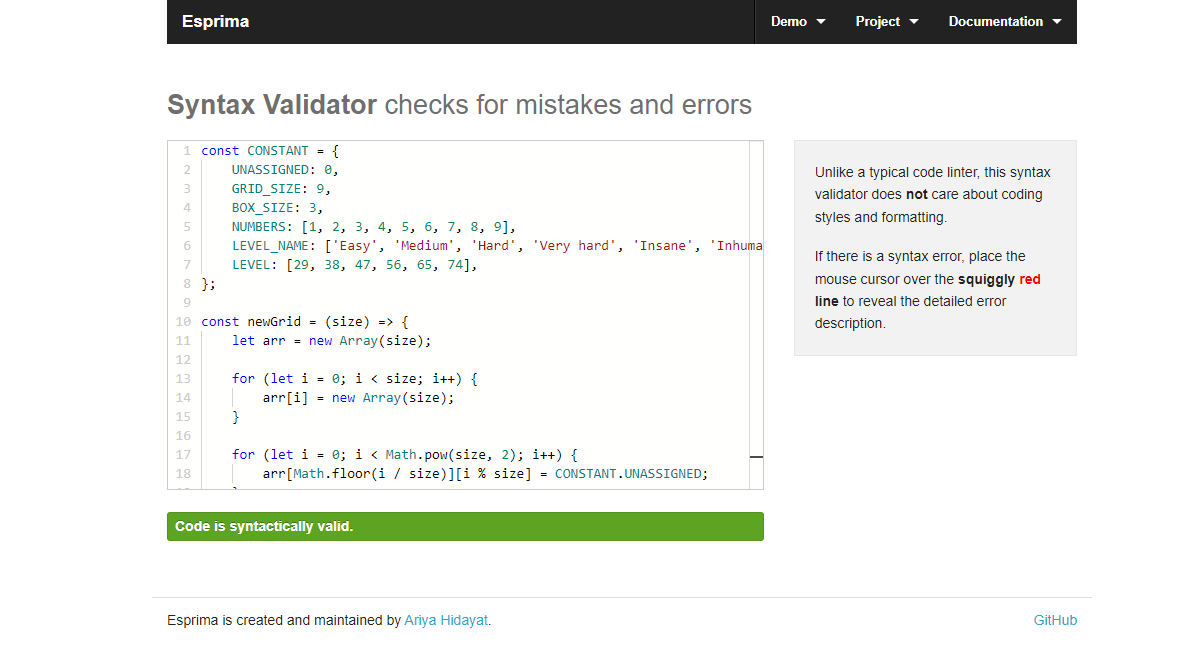 Esprima
Demo Project Documentation
Syntax Validator checks for mistakes and errors
1 const CONSTANT = {
2 UNASSIGNED: 0,
3 GRID_SIZE: 9,
4 BOX_SIZE: 3,
5 NUMBERS: [1, 2, 3, 4, 5, 6, 7, 8, 9],
6 LEVEL_NAME: ['Easy', 'Medium', 'Hard', 'Very hard', 'Insane', 'Inhuma
7 LEVEL: [29, 38, 47, 56, 65, 74],
8 };
9
10 const newGrid = (size) => {
11 let arr = new Array(size);
12
13 for (let i = 0; i < size; i++) {
14 arr[i] = new Array(size);
15 }
16
17 for (let i = 0; i < Math.pow(size, 2); i++) {
18 arr[Math.floor(i / size)][i % size] = CONSTANT.UNASSIGNED;
Code is syntactically valid.
Unlike a typical code linter, this syntax
validator does not care about coding
styles and formatting.
If there is a syntax error, place the
mouse cursor over the squiggly red
line to reveal the detailed error
description.
Esprima is created and maintained by Ariya Hidayat.
GitHub